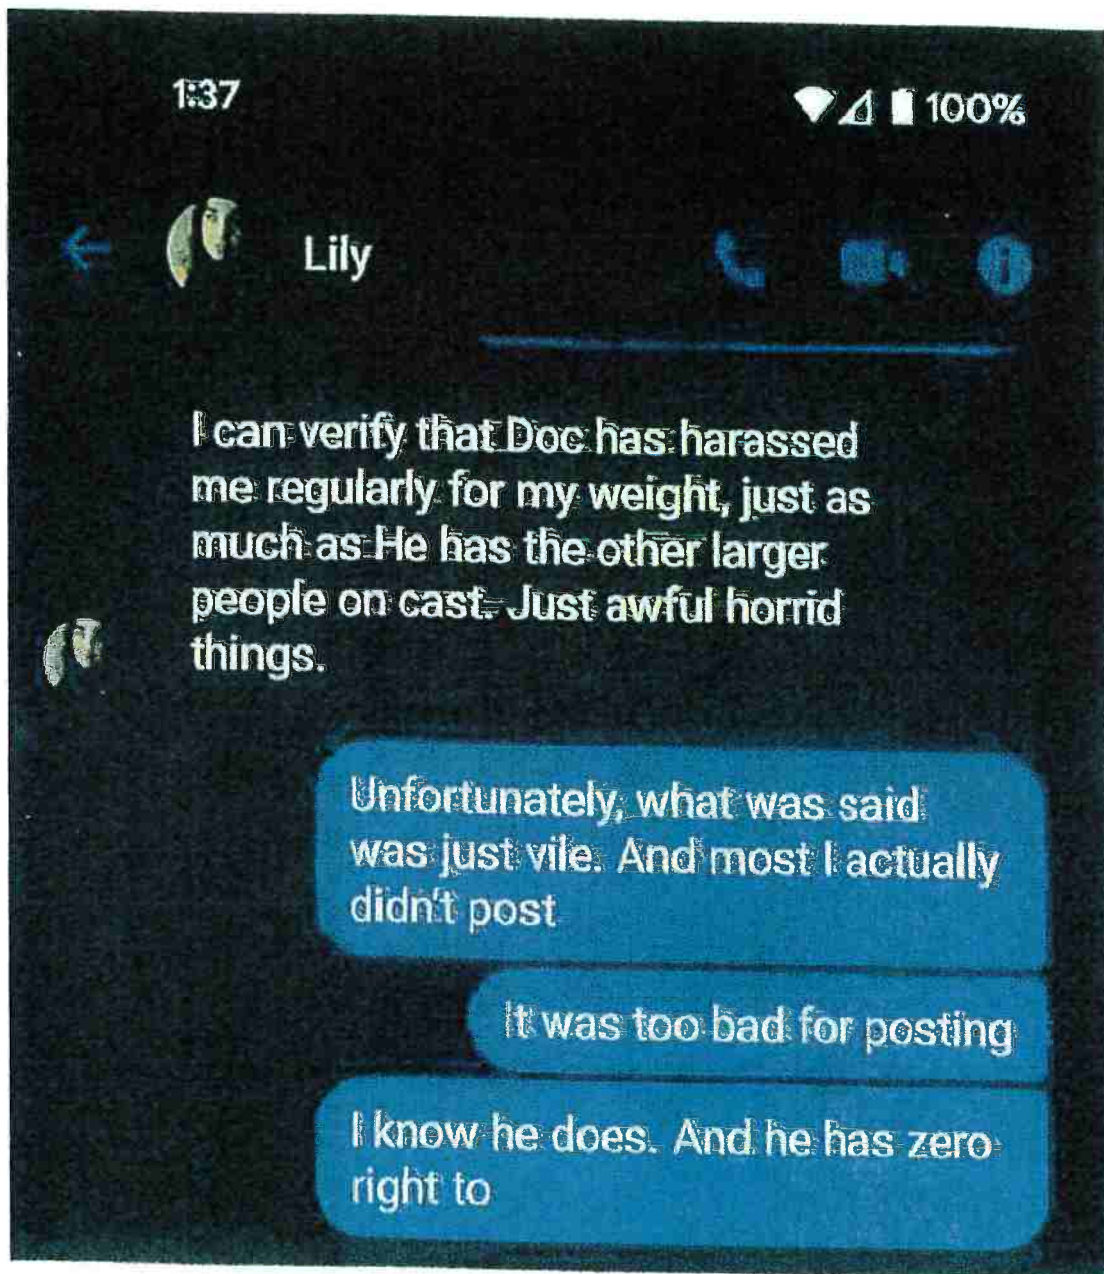 1:37
100%
Lily
I can verify that Doc has harassed
me regularly for my weight, just as
much as He has the other larger
people on cast. Just awful horrid
things.
Unfortunately, what was said
was just vile. And most I actually
didn't post
It was too bad for posting
I know he does. And he has zero
right to